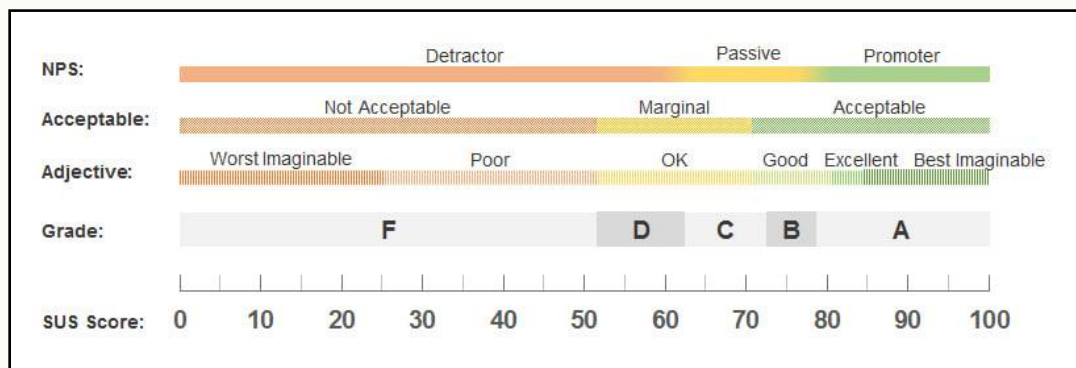 NPS: Detractor Passive Promoter
Acceptable: Not Acceptable Marginal Acceptable
Adjective: Worst Imaginable Poor OK Good Excellent Best Imaginable
Grade: F D C B A
SUS Score: 0 10 20 30 40 50 60 70 80 90 100